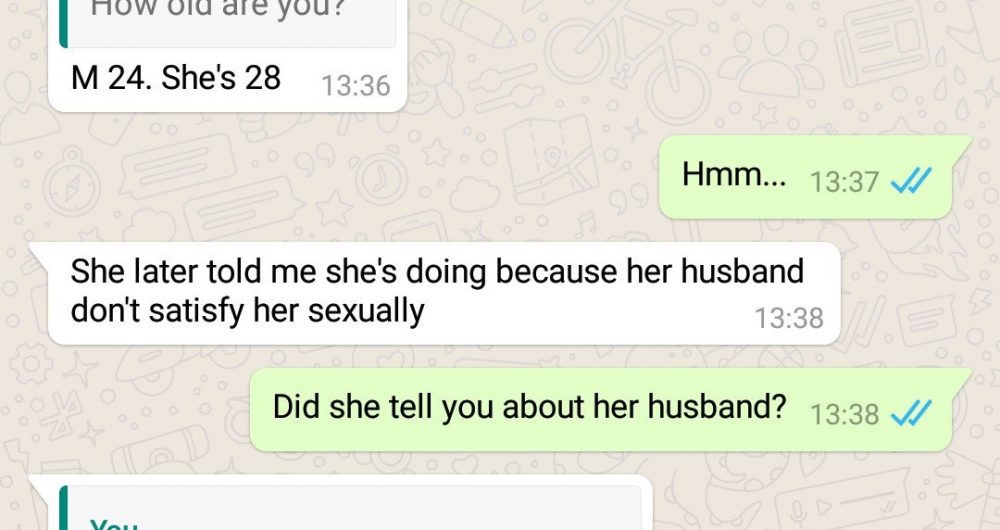 How old are you?
M 24. She's 28 13:36
Hmm... 13:37
She later told me she's doing because her husband
don't satisfy her sexually 13:38
Did she tell you about her husband? 13:38
You